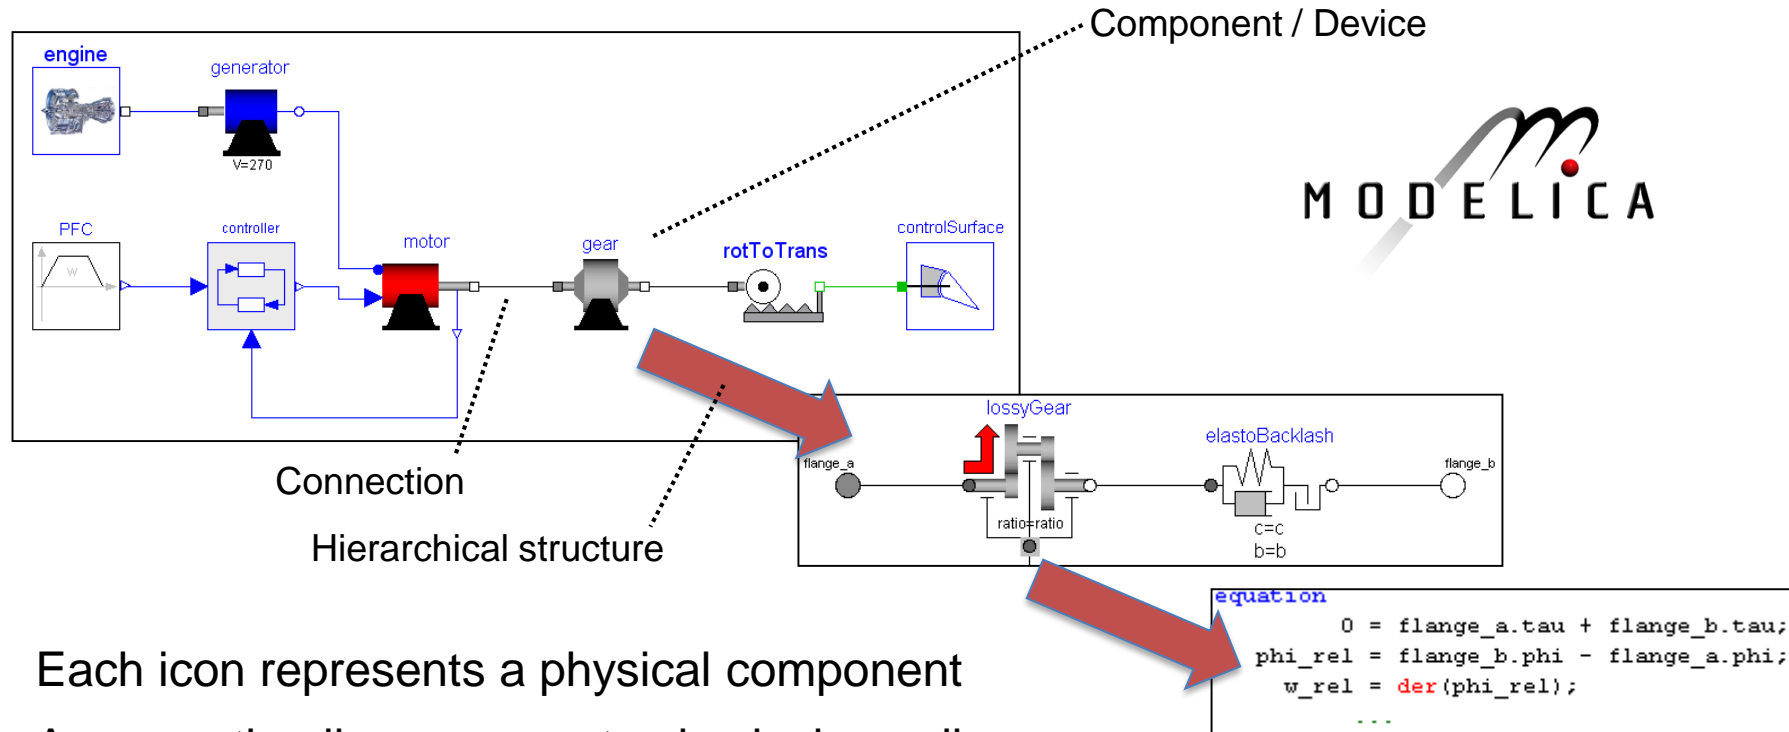 Component / Device
engine
generator
V=270
MODELICA
PFC
w
controller
motor
gear
rotToTrans
controlSurface
Connection
Hierarchical structure
lossyGear
elastoBacklash
flange_a
flange_b
ratio=ratio
c=c
b=b
equation
0 = flange_a.tau + flange_b.tau;
phi_rel = flange_b.phi - flange_a.phi;
w_rel = der(phi_rel);
...
Each icon represents a physical component